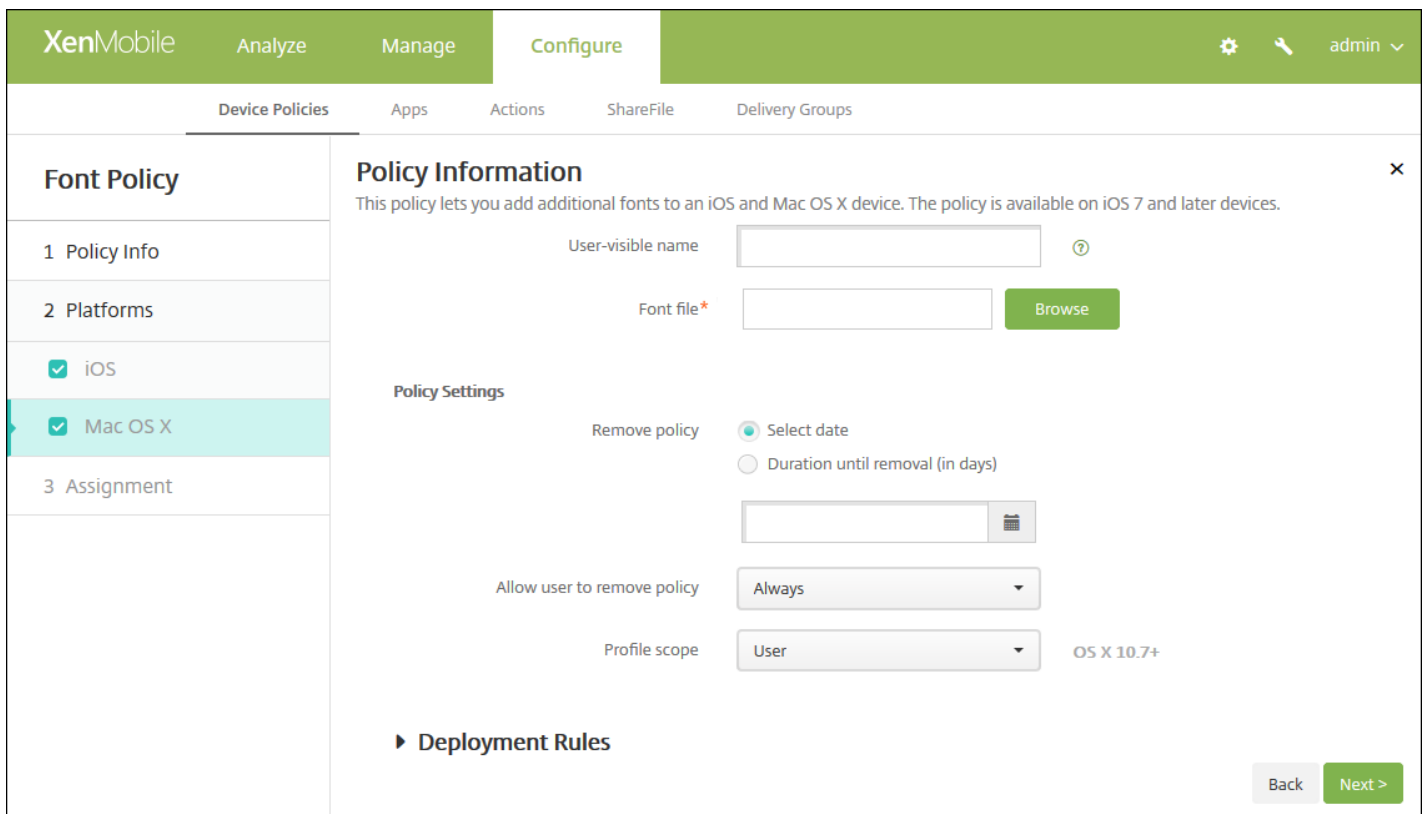 XenMobile Analyze Manage Configure admin
Device Policies Apps Actions ShareFile Delivery Groups
Font Policy
1 Policy Info
2 Platforms
iOS
Mac OS X
3 Assignment
Policy Information
This policy lets you add additional fonts to an iOS and Mac OS X device. The policy is available on iOS 7 and later devices.
User-visible name
Font file* Browse
Policy Settings
Remove policy Select date
Duration until removal (in days)
Allow user to remove policy Always
Profile scope User OS X 10.7+
Deployment Rules
Back Next >